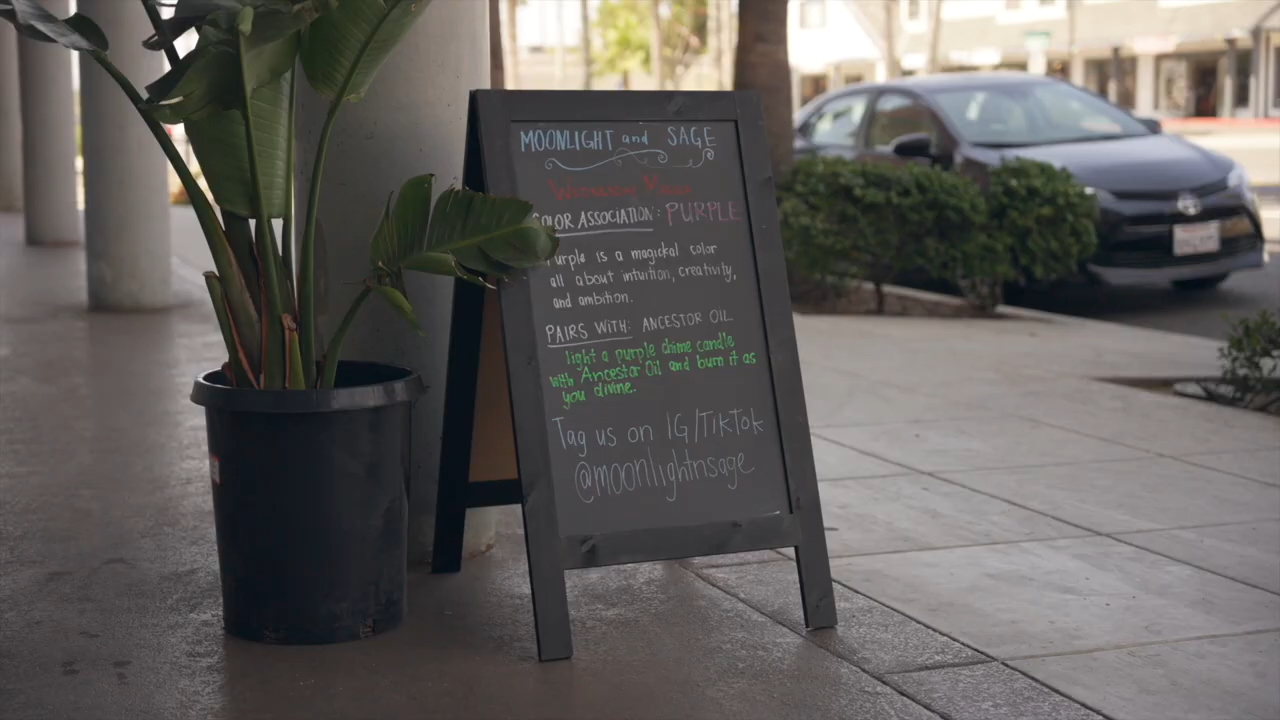 MOONLIGHT and SAGE
COLOR ASSOCIATION: PURPLE
Purple is a magickal color
all about intuition, creativity,
and ambition.
PAIRS WITH: ANCESTOR OIL
light a purple chime candle
with Ancestor Oil and burn it as
you divine.
Tag us on IG/TikTok
@moonlightnsage